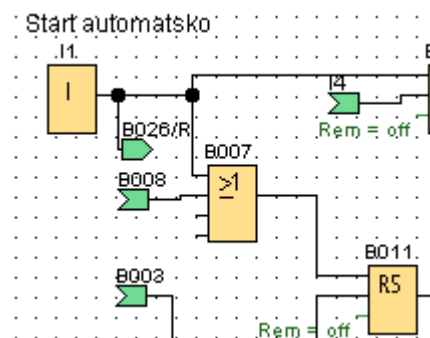 Start automatsko
I1
I
I4
B026/R
Rem = off
B007
≥1
B008
B011
RS
B003
Rem = off